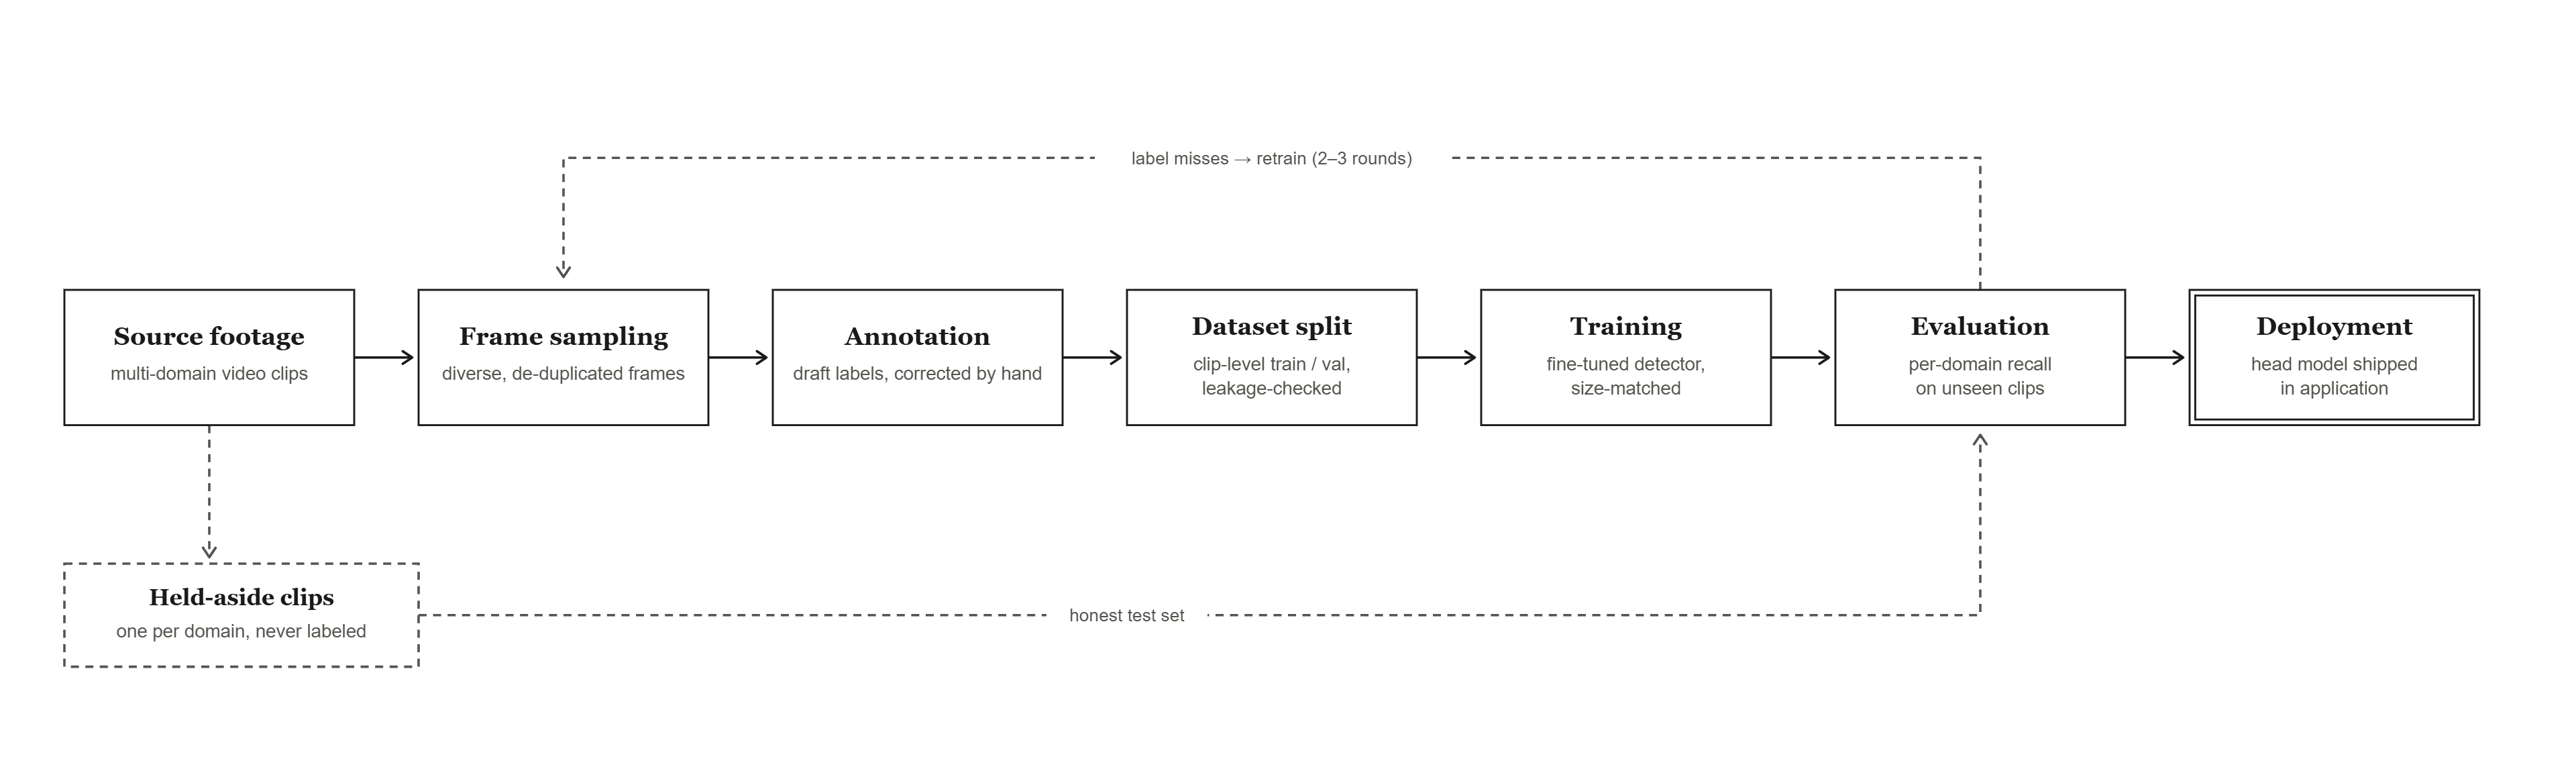 label misses → retrain (2–3 rounds)
Source footage
multi-domain video clips
Frame sampling
diverse, de-duplicated frames
Annotation
draft labels, corrected by hand
Dataset split
clip-level train / val,
leakage-checked
Training
fine-tuned detector,
size-matched
Evaluation
per-domain recall
on unseen clips
Deployment
head model shipped
in application
Held-aside clips
one per domain, never labeled
honest test set